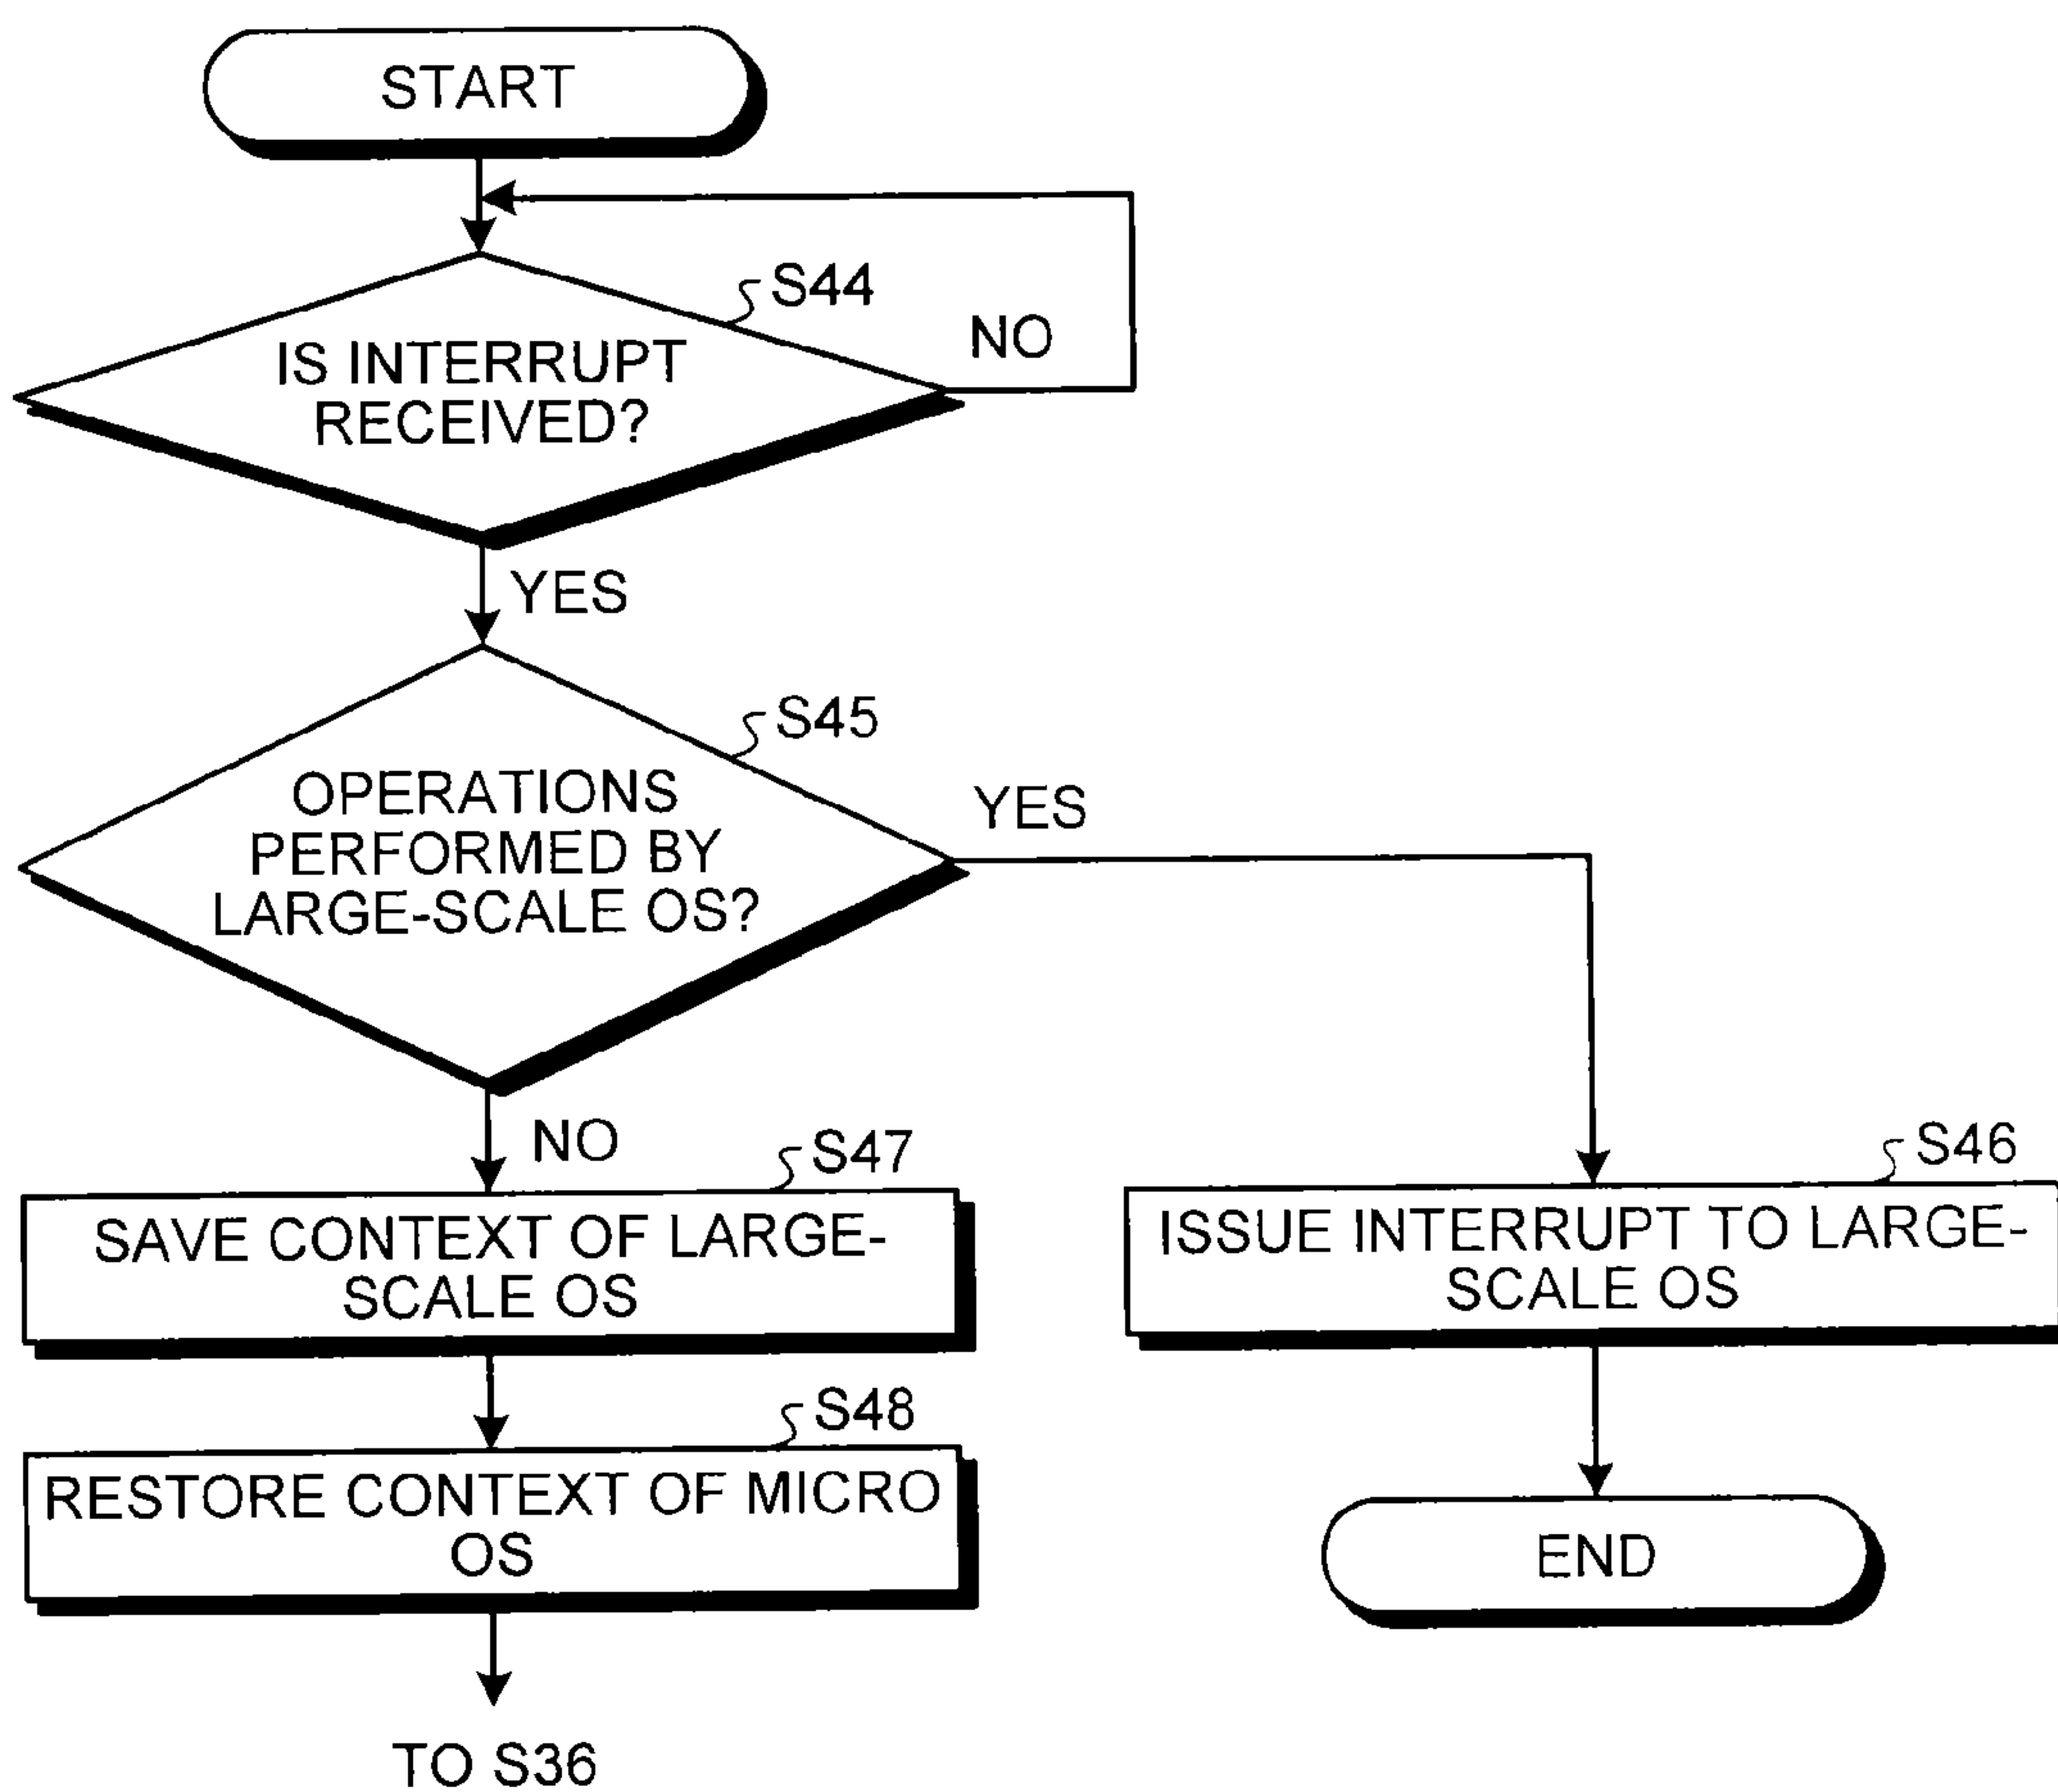 START
S44
NO
IS INTERRUPT
RECEIVED?
YES
S45
OPERATIONS
PERFORMED BY
LARGE-SCALE OS?
YES
NO
S47
SAVE CONTEXT OF LARGE-
SCALE OS
S46
ISSUE INTERRUPT TO LARGE-
SCALE OS
S48
RESTORE CONTEXT OF MICRO
OS
END
TO S36